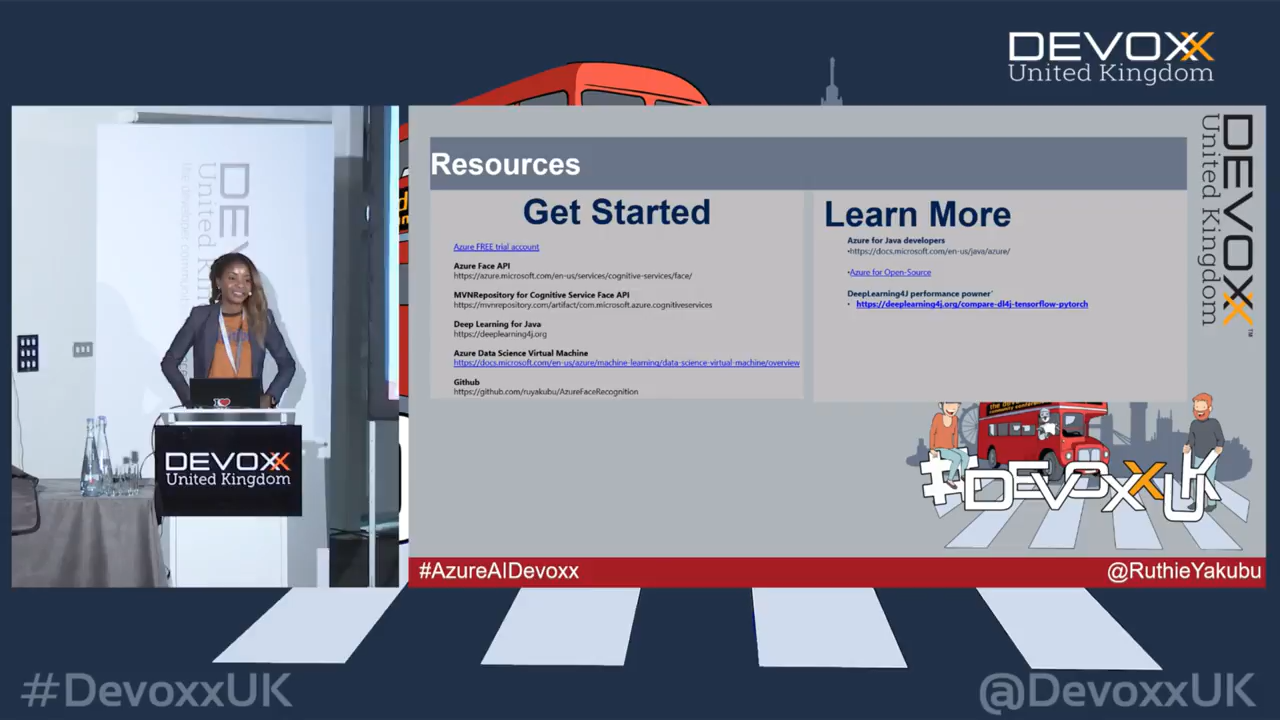 DEVOXX
United Kingdom
DEVOXX
United Kingdom
DEVOXX
United Kingdom
Resources
Get Started
Azure FREE trial account
Azure Face API
https://azure.microsoft.com/en-us/services/cognitive-services/face/
MVNRepository for Cognitive Service Face API
https://mvnrepository.com/artifact/com.microsoft.azure.cognitiveservices
Deep Learning for Java
https://deeplearning4j.org
Azure Data Science Virtual Machine
https://docs.microsoft.com/en-us/azure/machine-learning/data-science-virtual-machine/overview
Github
https://github.com/ruyakubu/AzureFaceRecognition
Learn More
Azure for Java developers
•https://docs.microsoft.com/en-us/java/azure/
•Azure for Open-Source
DeepLearning4J performance powner'
• https://deeplearning4j.org/compare-dl4j-tensorflow-pytorch
DEVOXX™
United Kingdom
#DEVOXXUK
#AzureAIDevoxx
@RuthieYakubu
#DevoxxUK
@DevoxxUK